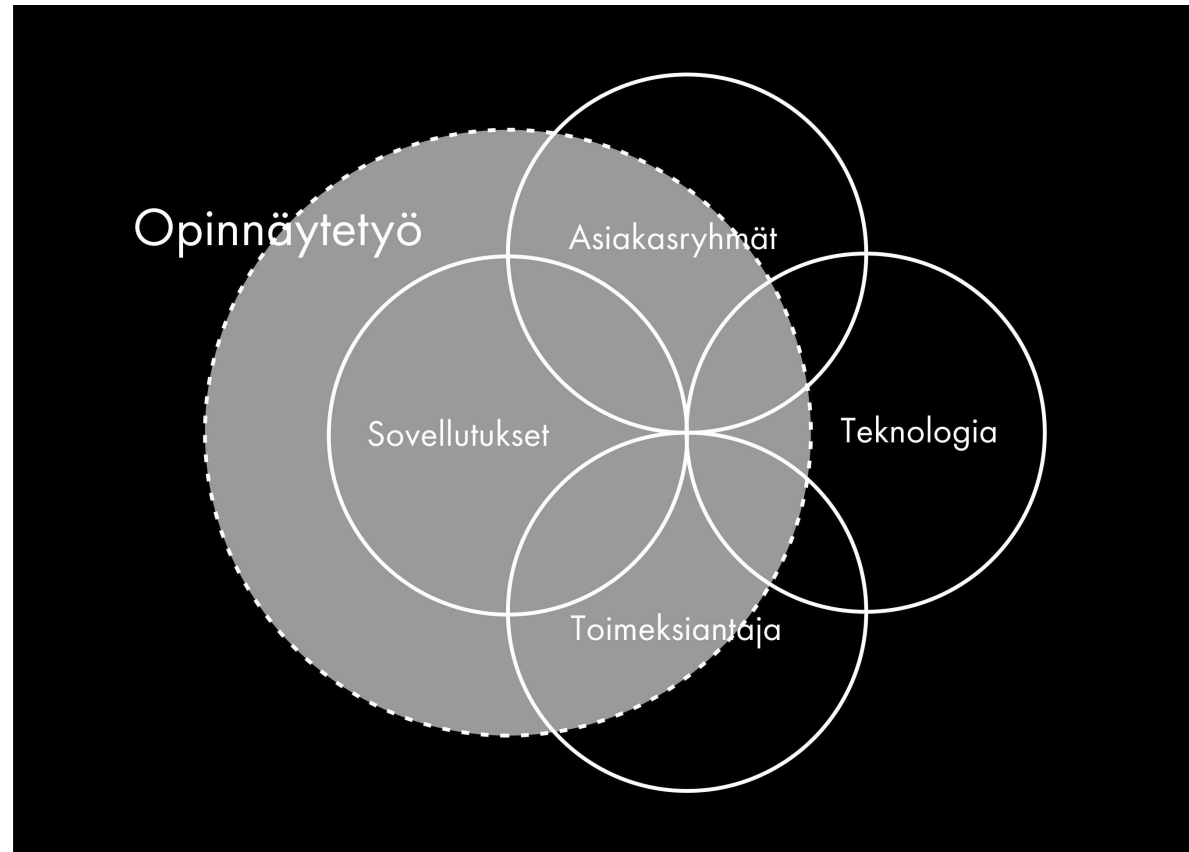 Opinnäytetyö
Asiakasryhmät
Sovellutukset
Teknologia
Toimeksiantaja